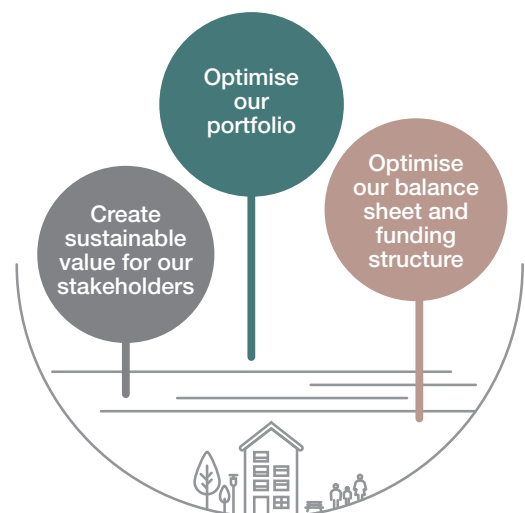 Optimise
our
portfolio
Optimise
our balance
sheet and
funding
structure
Create
sustainable
value for our
stakeholders